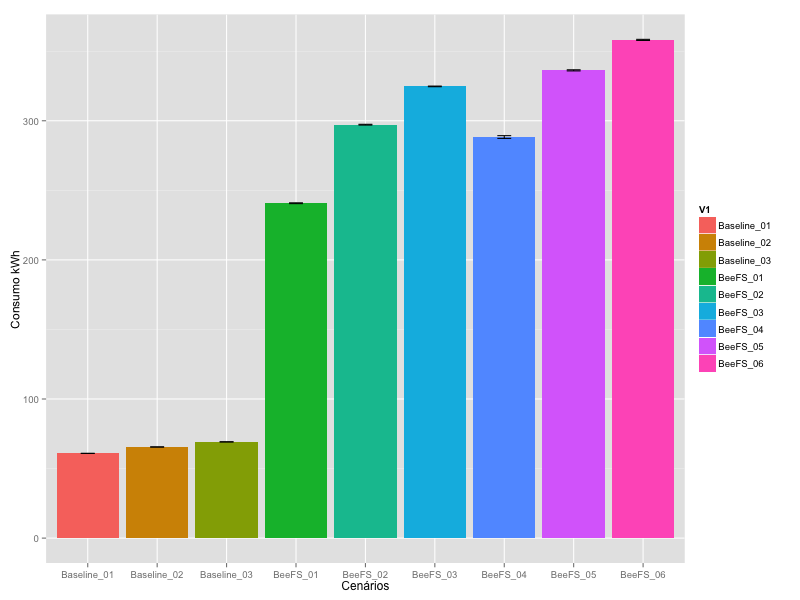 Consumo kWh
300
200
100
0
Baseline_01
Baseline_02
Baseline_03
BeeFS_01
BeeFS_02
BeeFS_03
BeeFS_04
BeeFS_05
BeeFS_06
Cenários
V1
Baseline_01
Baseline_02
Baseline_03
BeeFS_01
BeeFS_02
BeeFS_03
BeeFS_04
BeeFS_05
BeeFS_06